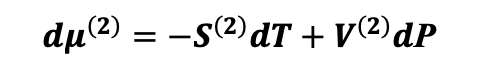 dμ⁽²⁾ = −S⁽²⁾dT + V⁽²⁾dP